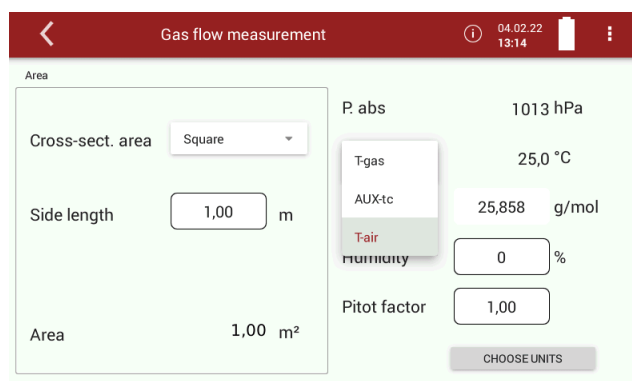 Gas flow measurement
04.02.22
13:14
Area
Cross-sect. area Square
Side length 1,00 m
Area 1,00 m²
P. abs 1013 hPa
T-gas 25,0 °C
AUX-tc 25,858 g/mol
T-air
Humidity 0 %
Pitot factor 1,00
CHOOSE UNITS